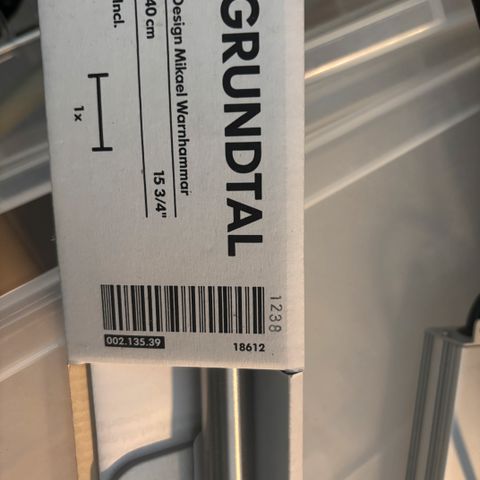 GRUNDTAL
Design Mikael Warnhammar
40 cm
15 3/4"
Incl.
1x
1238
002.135.39
18612